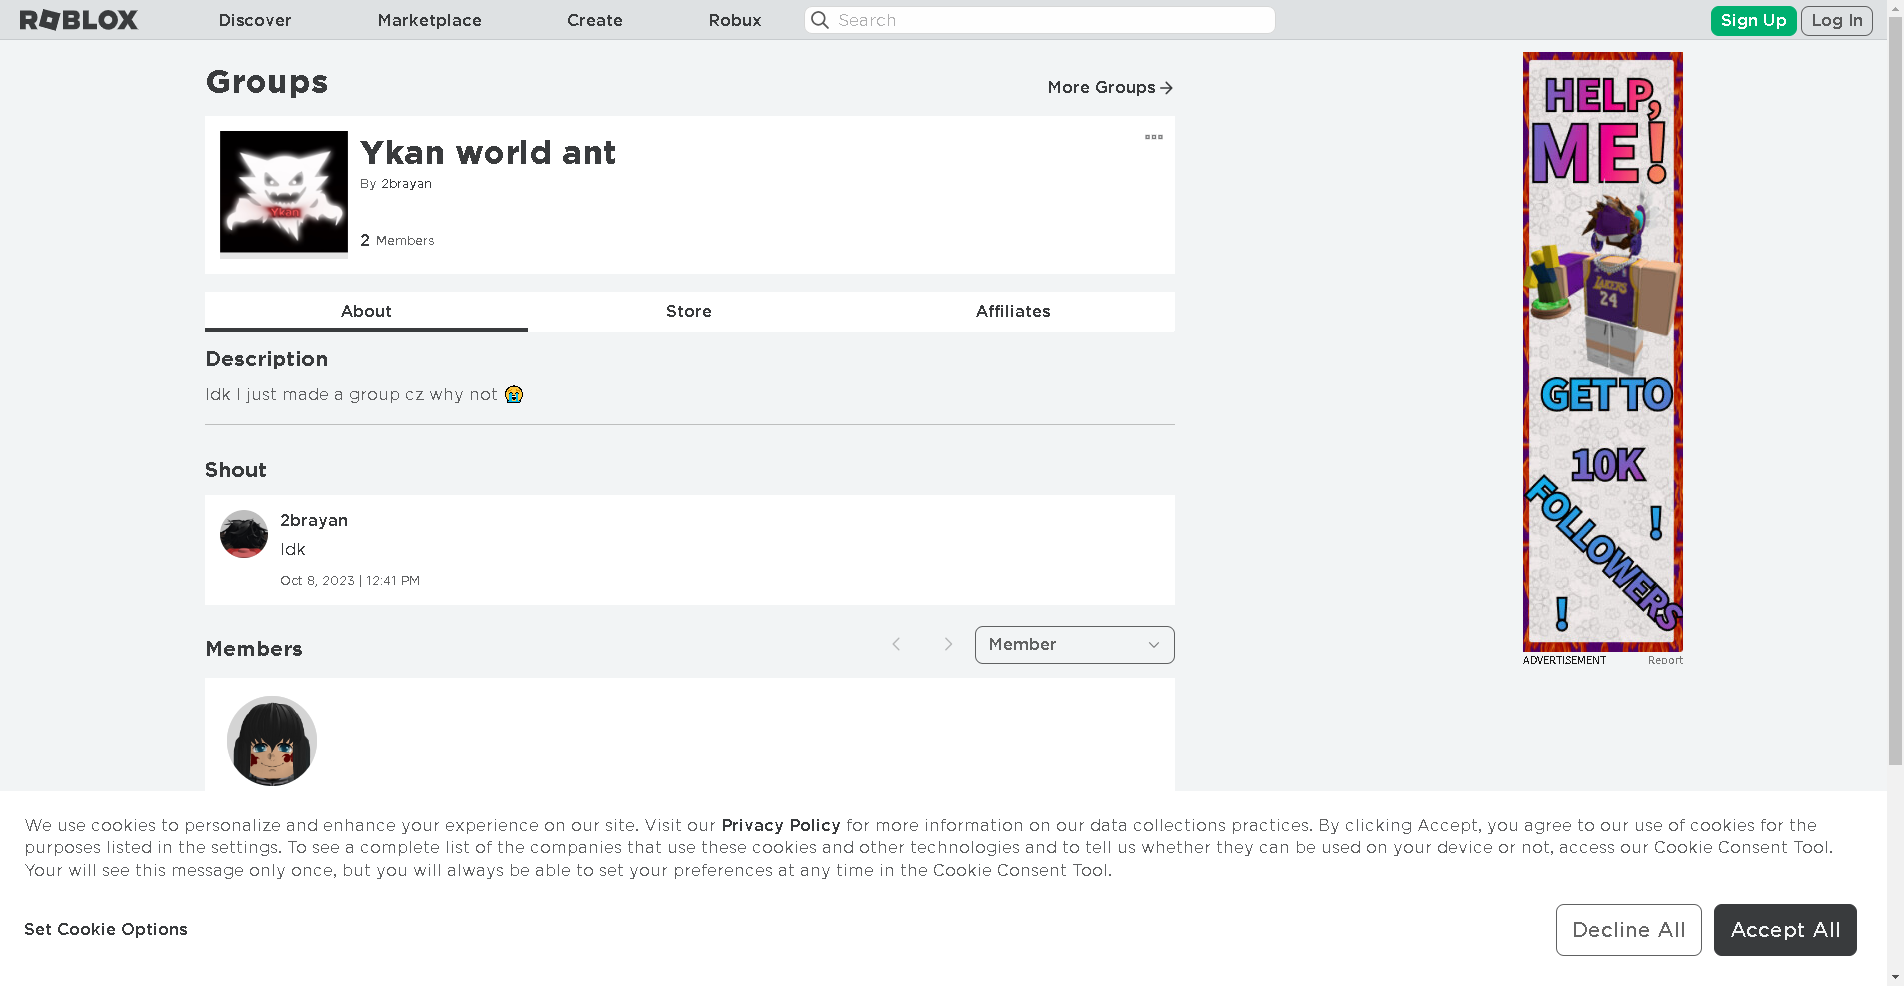 ROBLOX Discover Marketplace Create Robux Search Sign Up Log In
Groups
More Groups
Ykan
Ykan world ant
By 2brayan
2 Members
About Store Affiliates
Description
Idk I just made a group cz why not 😭
Shout
2brayan
Idk
Oct 8, 2023 | 12:41 PM
Members
Member
HELP,
ME!
LAKERS
24
GET TO
10K
FOLLOWERS
!
!
ADVERTISEMENT Report
We use cookies to personalize and enhance your experience on our site. Visit our Privacy Policy for more information on our data collections practices. By clicking Accept, you agree to our use of cookies for the
purposes listed in the settings. To see a complete list of the companies that use these cookies and other technologies and to tell us whether they can be used on your device or not, access our Cookie Consent Tool.
Your will see this message only once, but you will always be able to set your preferences at any time in the Cookie Consent Tool.
Set Cookie Options
Decline All
Accept All